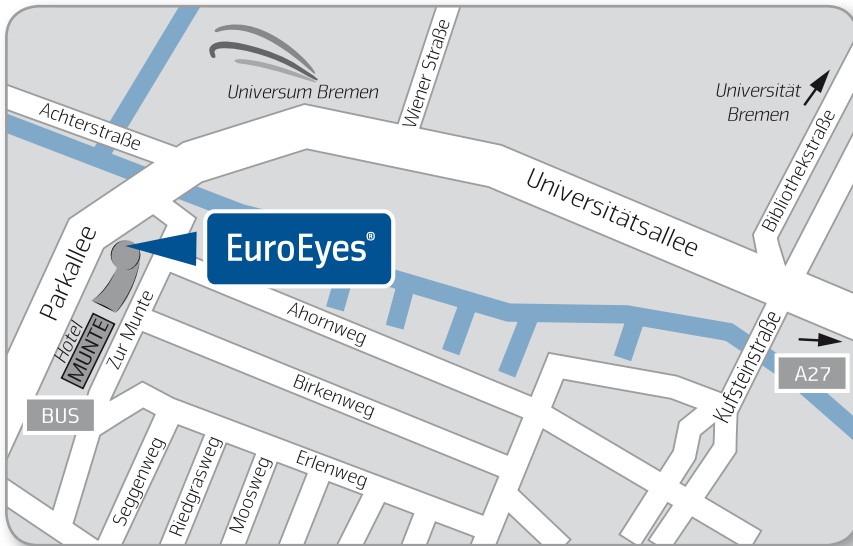 Universum Bremen
Wiener Straße
Universität
Bremen
Achterstraße
Bibliothekstraße
Universitätsallee
EuroEyes®
Parkallee
Zur Munte
Hotel
MUNTE
BUS
Ahornweg
Birkenweg
Erlenweg
Kufsteinstraße
A27
Seggenweg
Riedgrasweg
Moosweg